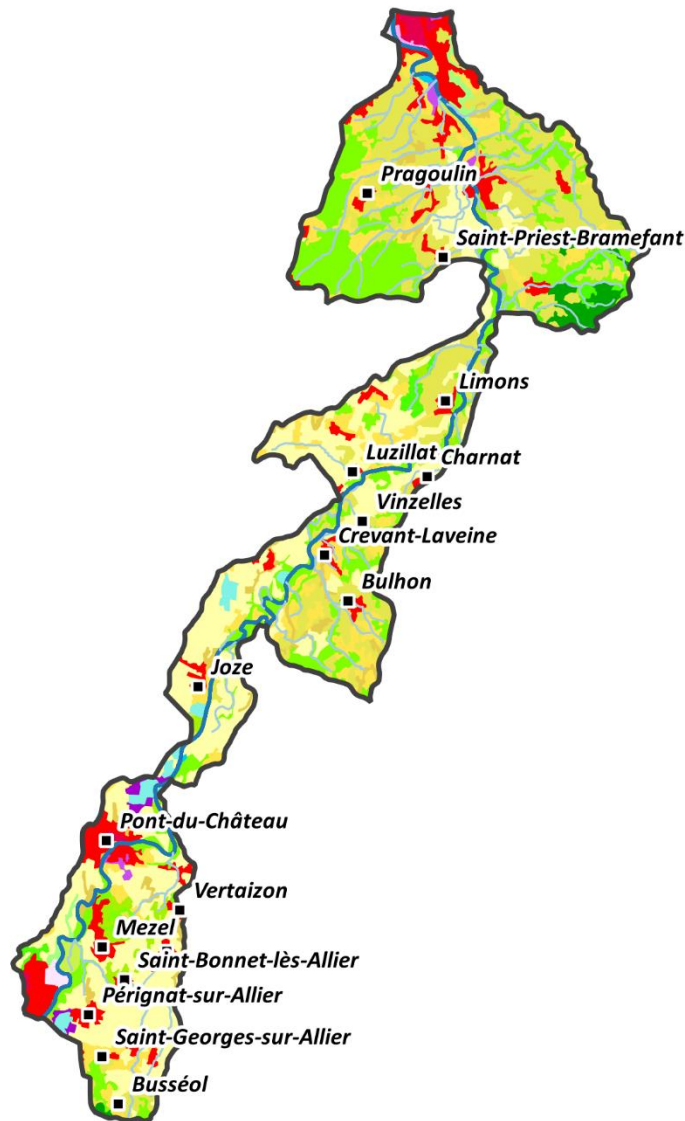 Pragoulin
Saint-Priest-Bramefant
Limons
Luzillat
Charnat
Vinzelles
Crevant-Laveine
Bulhon
Joze
Pont-du-Château
Vertaizon
Mezel
Saint-Bonnet-lès-Allier
Pérignat-sur-Allier
Saint-Georges-sur-Allier
Busséol